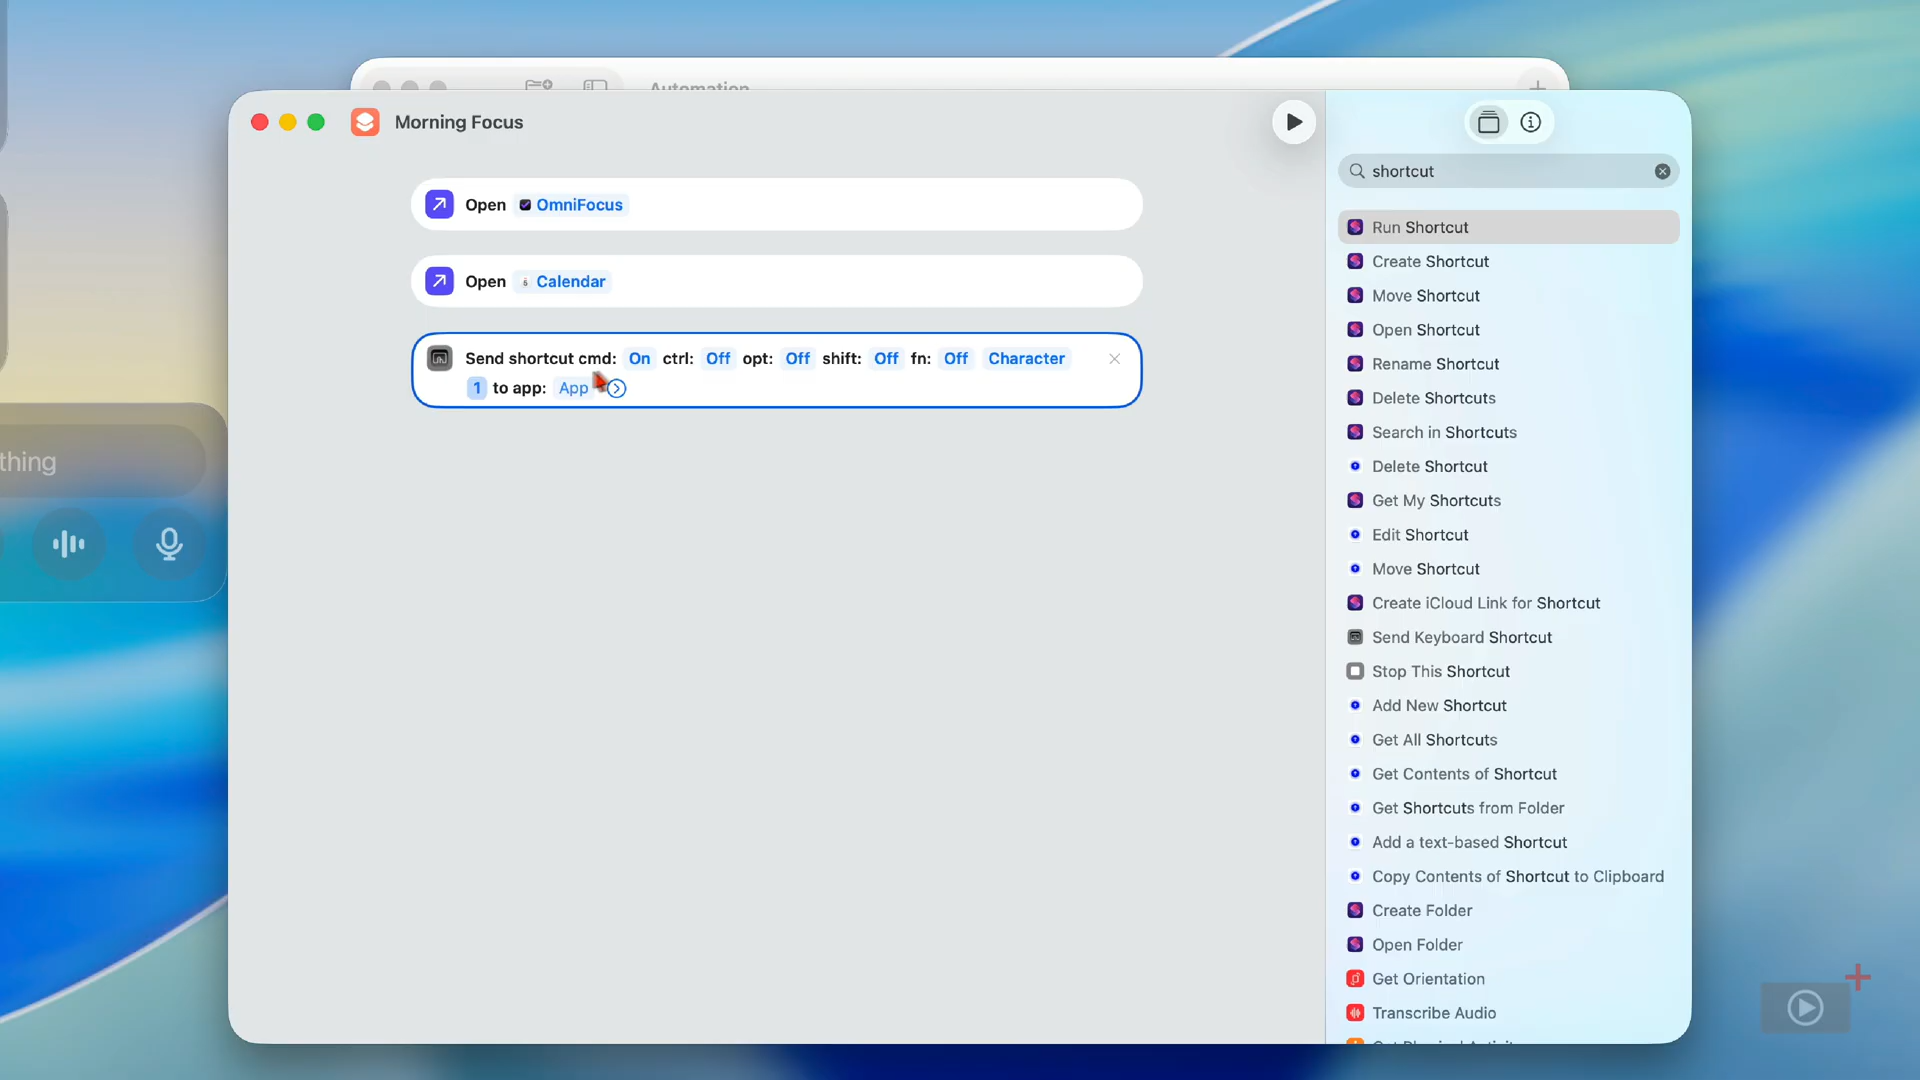 Automation
Morning Focus
Open OmniFocus
Open Calendar
Send shortcut cmd: On ctrl: Off opt: Off shift: Off fn: Off Character
1 to app: App
thing
shortcut
Run Shortcut
Create Shortcut
Move Shortcut
Open Shortcut
Rename Shortcut
Delete Shortcuts
Search in Shortcuts
Delete Shortcut
Get My Shortcuts
Edit Shortcut
Move Shortcut
Create iCloud Link for Shortcut
Send Keyboard Shortcut
Stop This Shortcut
Add New Shortcut
Get All Shortcuts
Get Contents of Shortcut
Get Shortcuts from Folder
Add a text-based Shortcut
Copy Contents of Shortcut to Clipboard
Create Folder
Open Folder
Get Orientation
Transcribe Audio